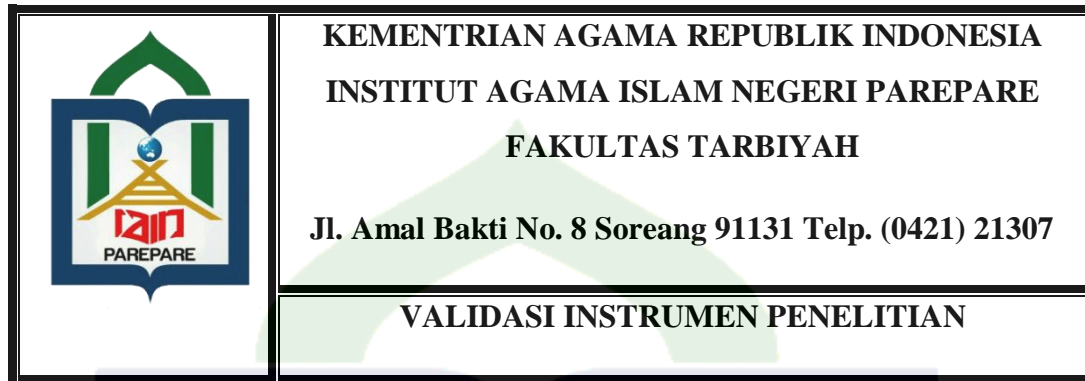 KEMENTRIAN AGAMA REPUBLIK INDONESIA
INSTITUT AGAMA ISLAM NEGERI PAREPARE
FAKULTAS TARBIYAH
Jl. Amal Bakti No. 8 Soreang 91131 Telp. (0421) 21307
VALIDASI INSTRUMEN PENELITIAN
IAIN
PAREPARE